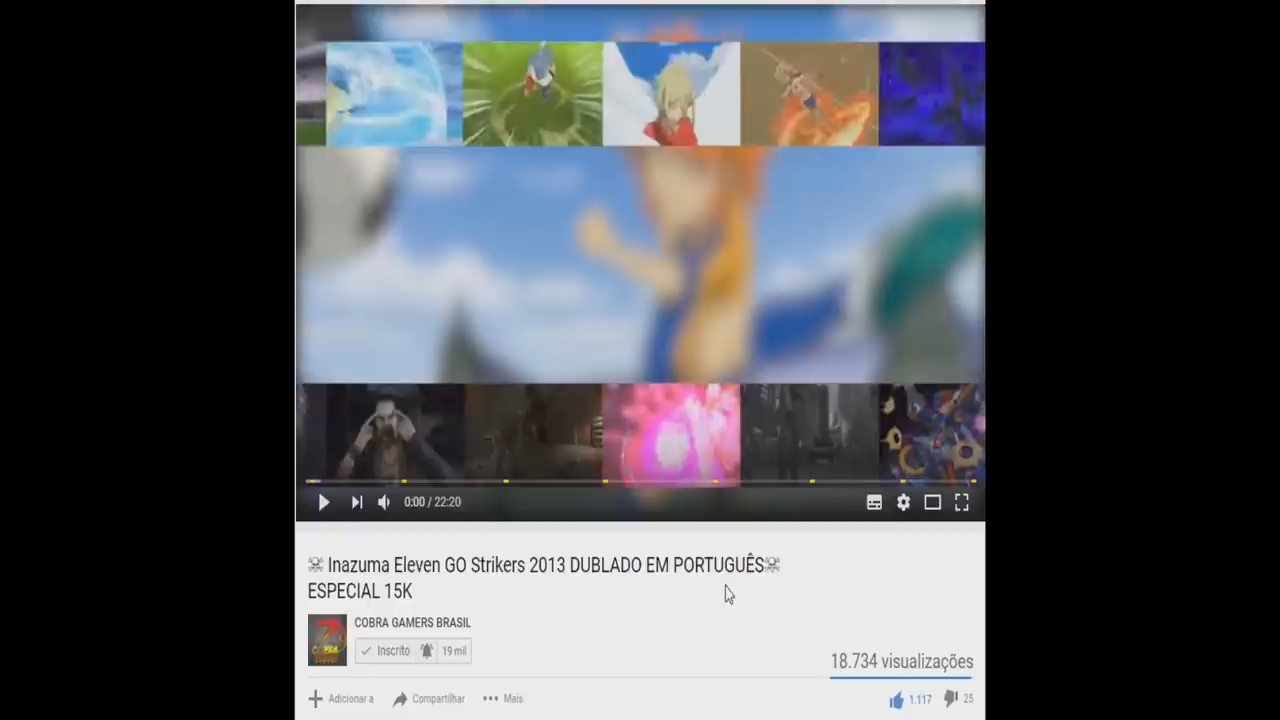 0:00 / 22:20
☠ Inazuma Eleven GO Strikers 2013 DUBLADO EM PORTUGUÊS☠
ESPECIAL 15K
COBRA GAMERS BRASIL
Inscrito 19 mil
18.734 visualizações
Adicionar a Compartilhar Mais 1.117 25